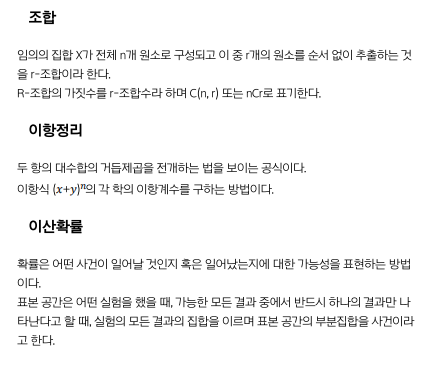 조합
임의의 집합 X가 전체 n개 원소로 구성되고 이 중 r개의 원소를 순서 없이 추출하는 것
을 r-조합이라 한다.
R-조합의 가짓수를 r-조합수라 하며 C(n, r) 또는 nCr로 표기한다.
이항정리
두 항의 대수합의 거듭제곱을 전개하는 법을 보이는 공식이다.
이항식 (x+y)ⁿ의 각 학의 이항계수를 구하는 방법이다.
이산확률
확률은 어떤 사건이 일어날 것인지 혹은 일어났는지에 대한 가능성을 표현하는 방법
이다.
표본 공간은 어떤 실험을 했을 때, 가능한 모든 결과 중에서 반드시 하나의 결과만 나
타난다고 할 때, 실험의 모든 결과의 집합을 이르며 표본 공간의 부분집합을 사건이라
고 한다.